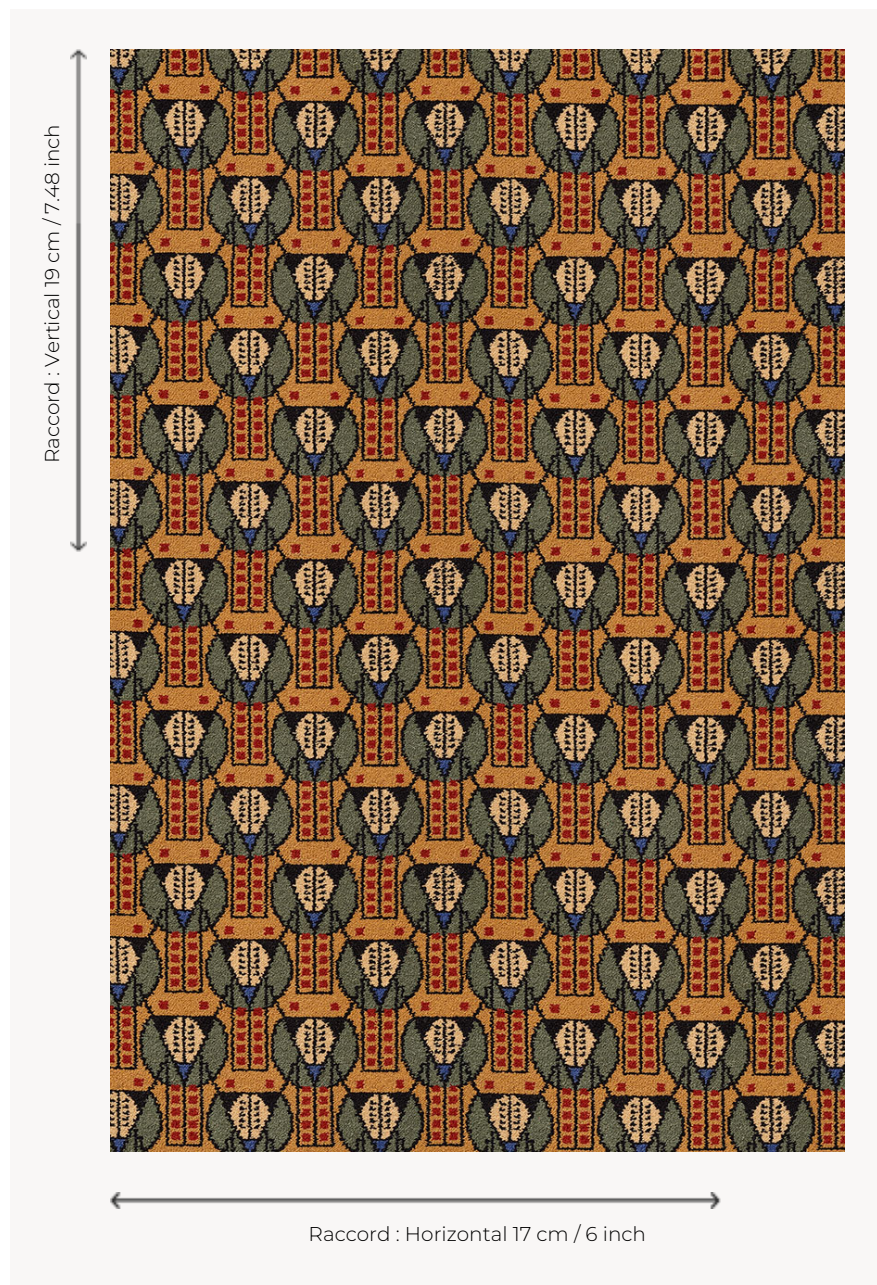 Raccord : Vertical 19 cm / 7.48 inch
Raccord : Horizontal 17 cm / 6 inch